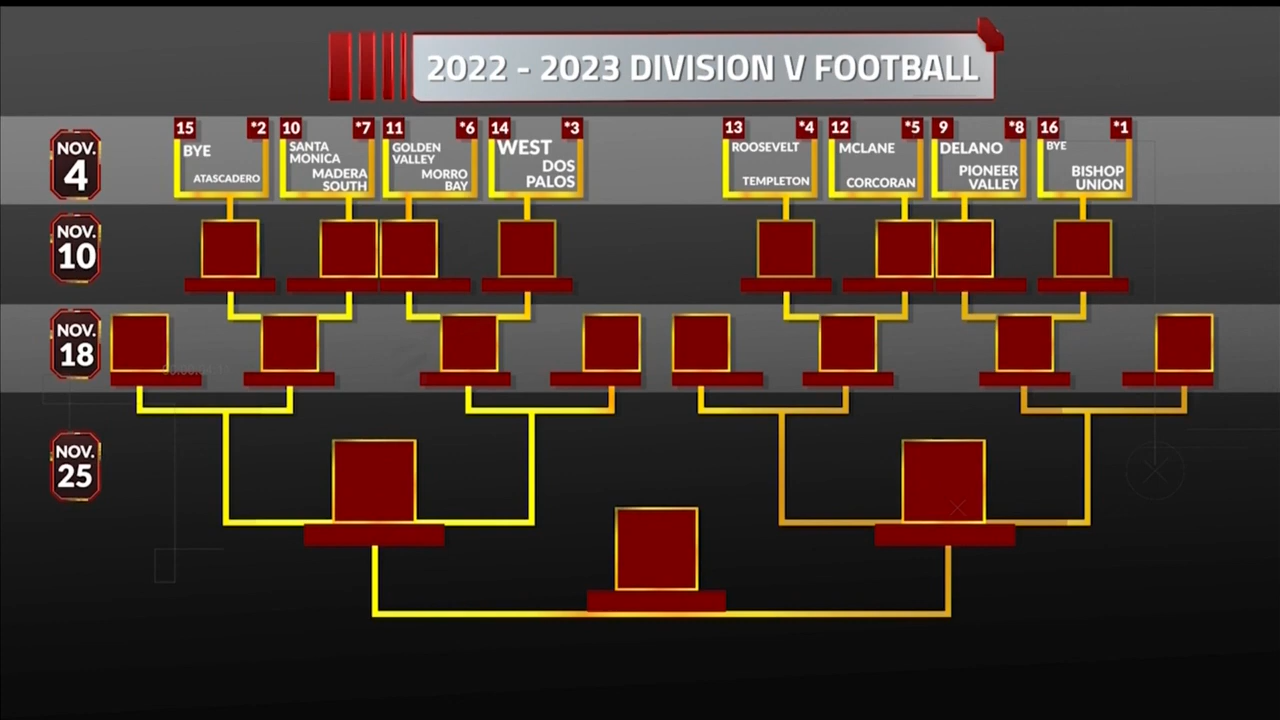 2022 - 2023 DIVISION V FOOTBALL
NOV.
4
15 *2
BYE
ATASCADERO
10 *7
SANTA
MONICA
MADERA
SOUTH
11 *6
GOLDEN
VALLEY
MORRO
BAY
14 *3
WEST
DOS
PALOS
13 *4
ROOSEVELT
TEMPLETON
12 *5
MCLANE
CORCORAN
9 *8
DELANO
PIONEER
VALLEY
16 *1
BYE
BISHOP
UNION
NOV.
10
NOV.
18
NOV.
25